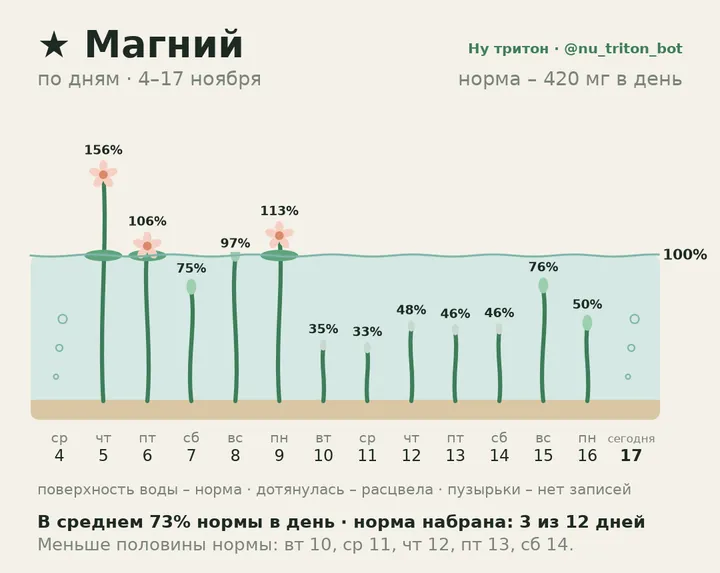 ★ Магний
Ну тритон · @nu_triton_bot
по дням · 4–17 ноября
норма – 420 мг в день
156%
106%
113%
97%
100%
75%
76%
35%
33%
48%
46%
46%
50%
ср чт пт сб вс пн вт ср чт пт сб вс пн сегодня
4 5 6 7 8 9 10 11 12 13 14 15 16 17
поверхность воды – норма · дотянулась – расцвела · пузырьки – нет записей
В среднем 73% нормы в день · норма набрана: 3 из 12 дней
Меньше половины нормы: вт 10, ср 11, чт 12, пт 13, сб 14.